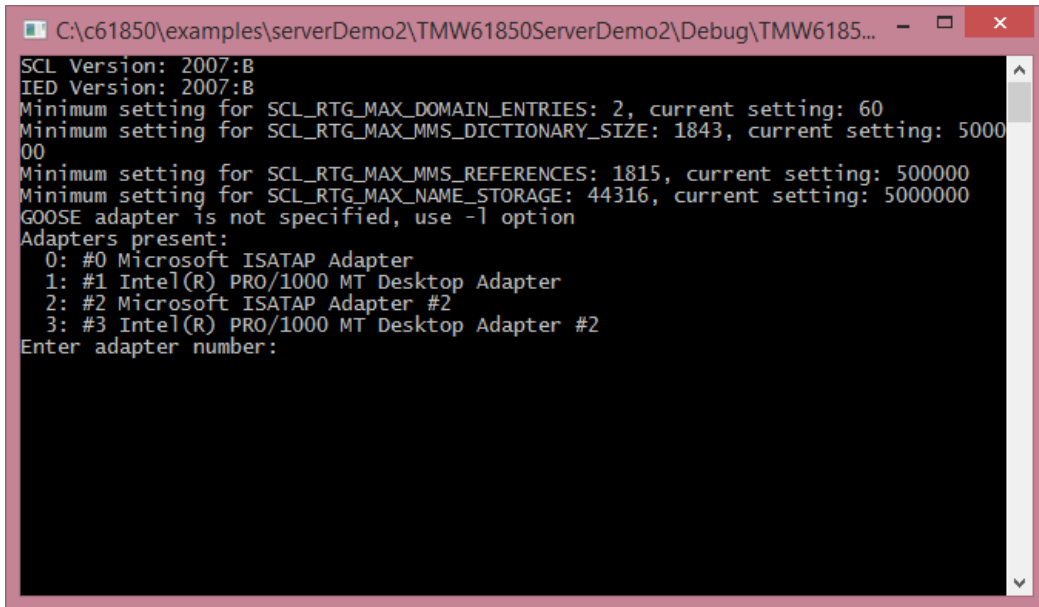 C:\c61850\examples\serverDemo2\TMW61850ServerDemo2\Debug\TMW6185...
SCL Version: 2007:B
IED Version: 2007:B
Minimum setting for SCL_RTG_MAX_DOMAIN_ENTRIES: 2, current setting: 60
Minimum setting for SCL_RTG_MAX_MMS_DICTIONARY_SIZE: 1843, current setting: 5000
00
Minimum setting for SCL_RTG_MAX_MMS_REFERENCES: 1815, current setting: 500000
Minimum setting for SCL_RTG_MAX_NAME_STORAGE: 44316, current setting: 5000000
GOOSE adapter is not specified, use -l option
Adapters present:
  0: #0 Microsoft ISATAP Adapter
  1: #1 Intel(R) PRO/1000 MT Desktop Adapter
  2: #2 Microsoft ISATAP Adapter #2
  3: #3 Intel(R) PRO/1000 MT Desktop Adapter #2
Enter adapter number: